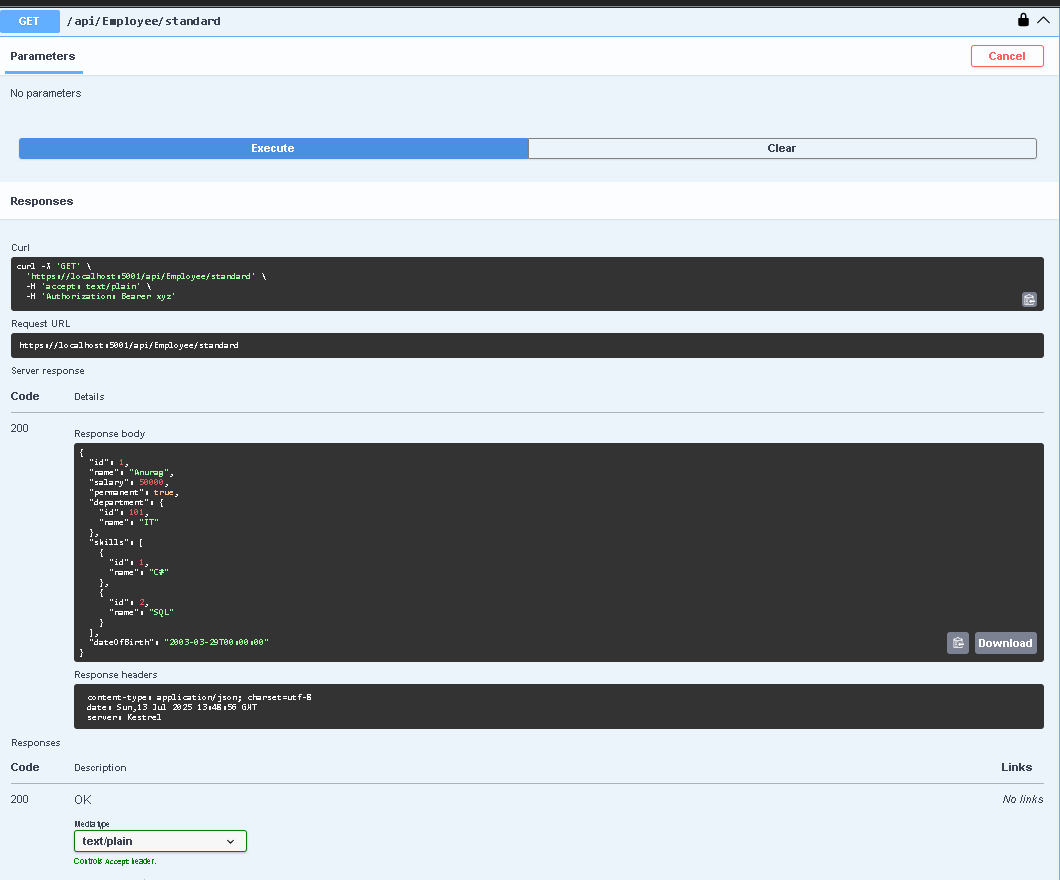 GET /api/Employee/standard
Parameters
Cancel
No parameters
Execute
Clear
Responses
Curl
curl -X 'GET' \
'https://localhost:5001/api/Employee/standard' \
-H 'accept: text/plain' \
-H 'Authorization: Bearer xyz'
Request URL
https://localhost:5001/api/Employee/standard
Server response
Code Details
200
Response body
{
"id": 1,
"name": "Anurag",
"salary": 50000,
"permanent": true,
"department": {
"id": 101,
"name": "IT"
},
"skills": [
{
"id": 1,
"name": "C#"
},
{
"id": 2,
"name": "SQL"
}
],
"dateOfBirth": "2003-03-29T00:00:00"
}
Download
Response headers
content-type: application/json; charset=utf-8
date: Sun,13 Jul 2025 13:48:56 GMT
server: Kestrel
Responses
Code Description Links
200 OK No links
Media type
text/plain
Controls Accept header.